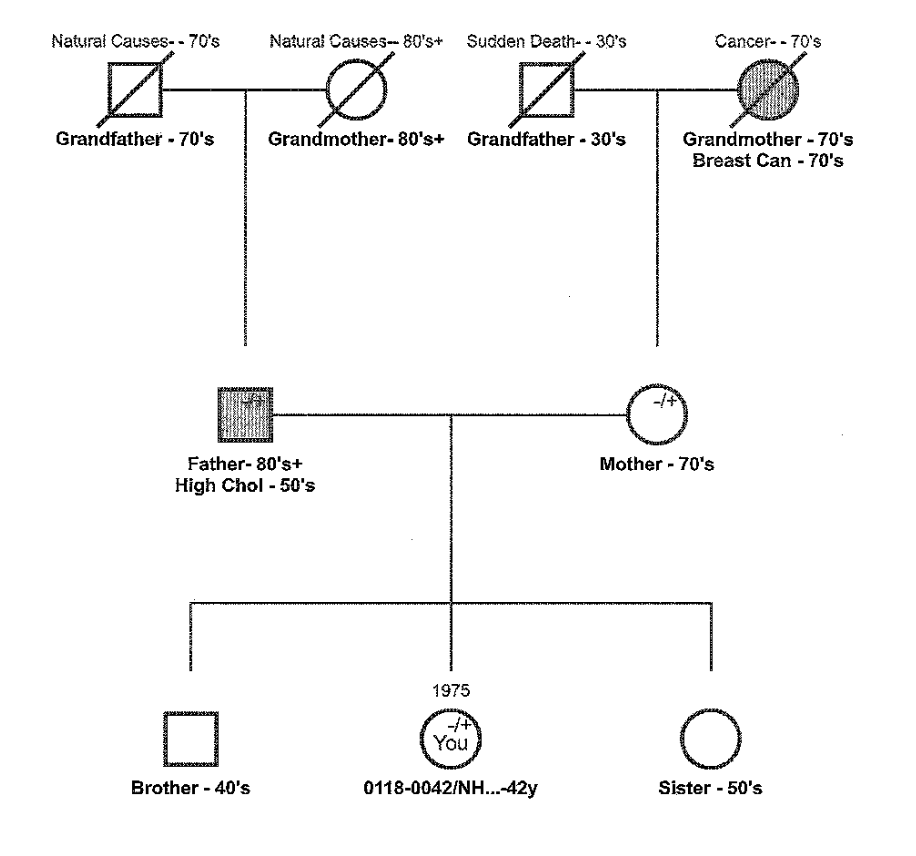 Natural Causes- - 70's
Natural Causes-- 80's+
Sudden Death- - 30's
Cancer- - 70's
Grandfather - 70's
Grandmother- 80's+
Grandfather - 30's
Grandmother - 70's
Breast Can - 70's
-/+
-/+
Father- 80's+
High Chol - 50's
Mother - 70's
1975
-/+
You
Brother - 40's
0118-0042/NH...-42y
Sister - 50's